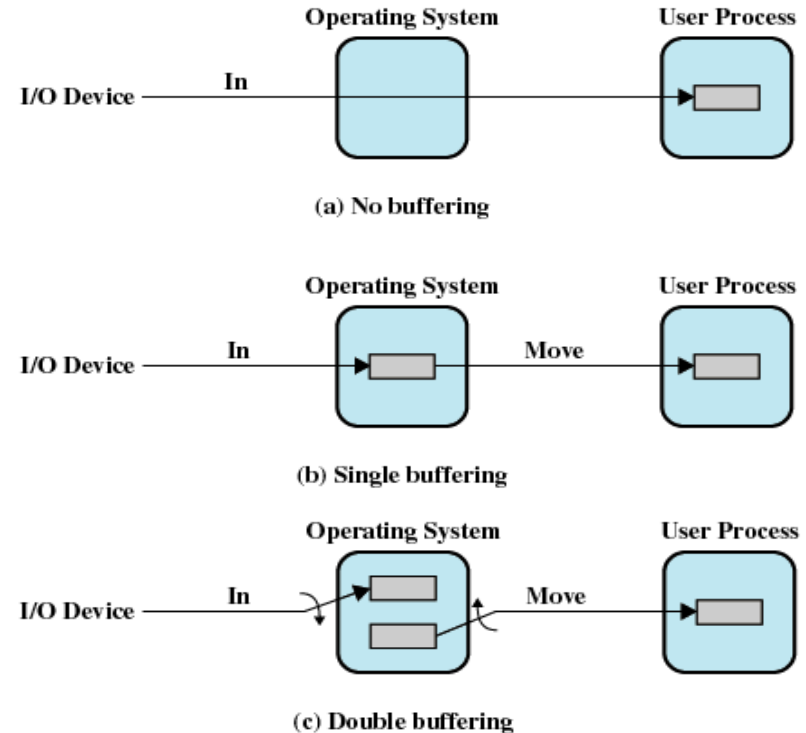 Operating System User Process
I/O Device In
(a) No buffering
Operating System User Process
I/O Device In Move
(b) Single buffering
Operating System User Process
I/O Device In Move
(c) Double buffering